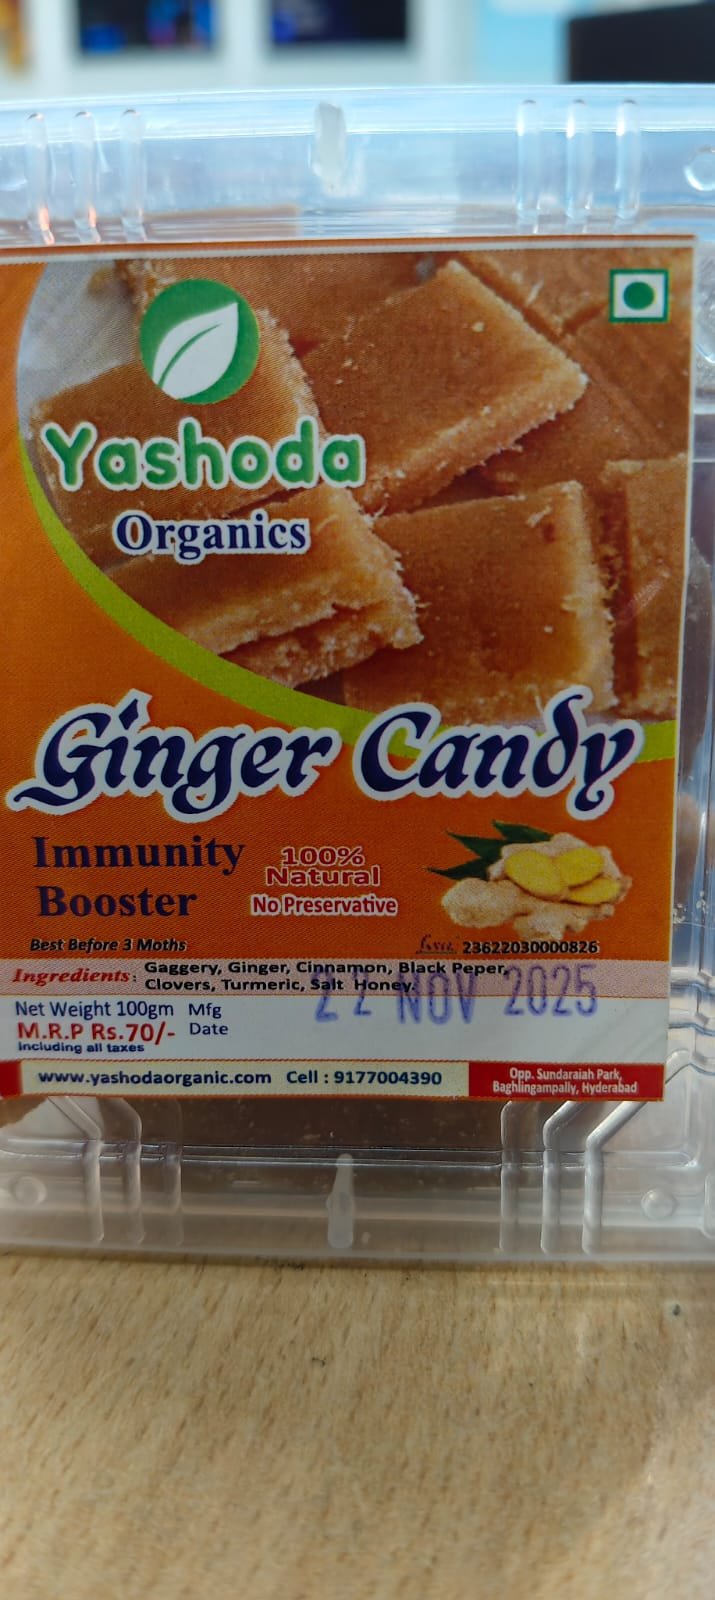 Yashoda
Organics
Ginger Candy
Immunity
Booster
100%
Natural
No Preservative
Best Before 3 Moths
fssai 23622030000826
Ingredients: Gaggery, Ginger, Cinnamon, Black Peper,
Clovers, Turmeric, Salt Honey.
Net Weight 100gm
M.R.P Rs.70/-
Including all taxes
Mfg
Date
22 NOV 2025
www.yashodaorganic.com Cell : 9177004390
Opp. Sundaraiah Park,
Baghlingampally, Hyderabad